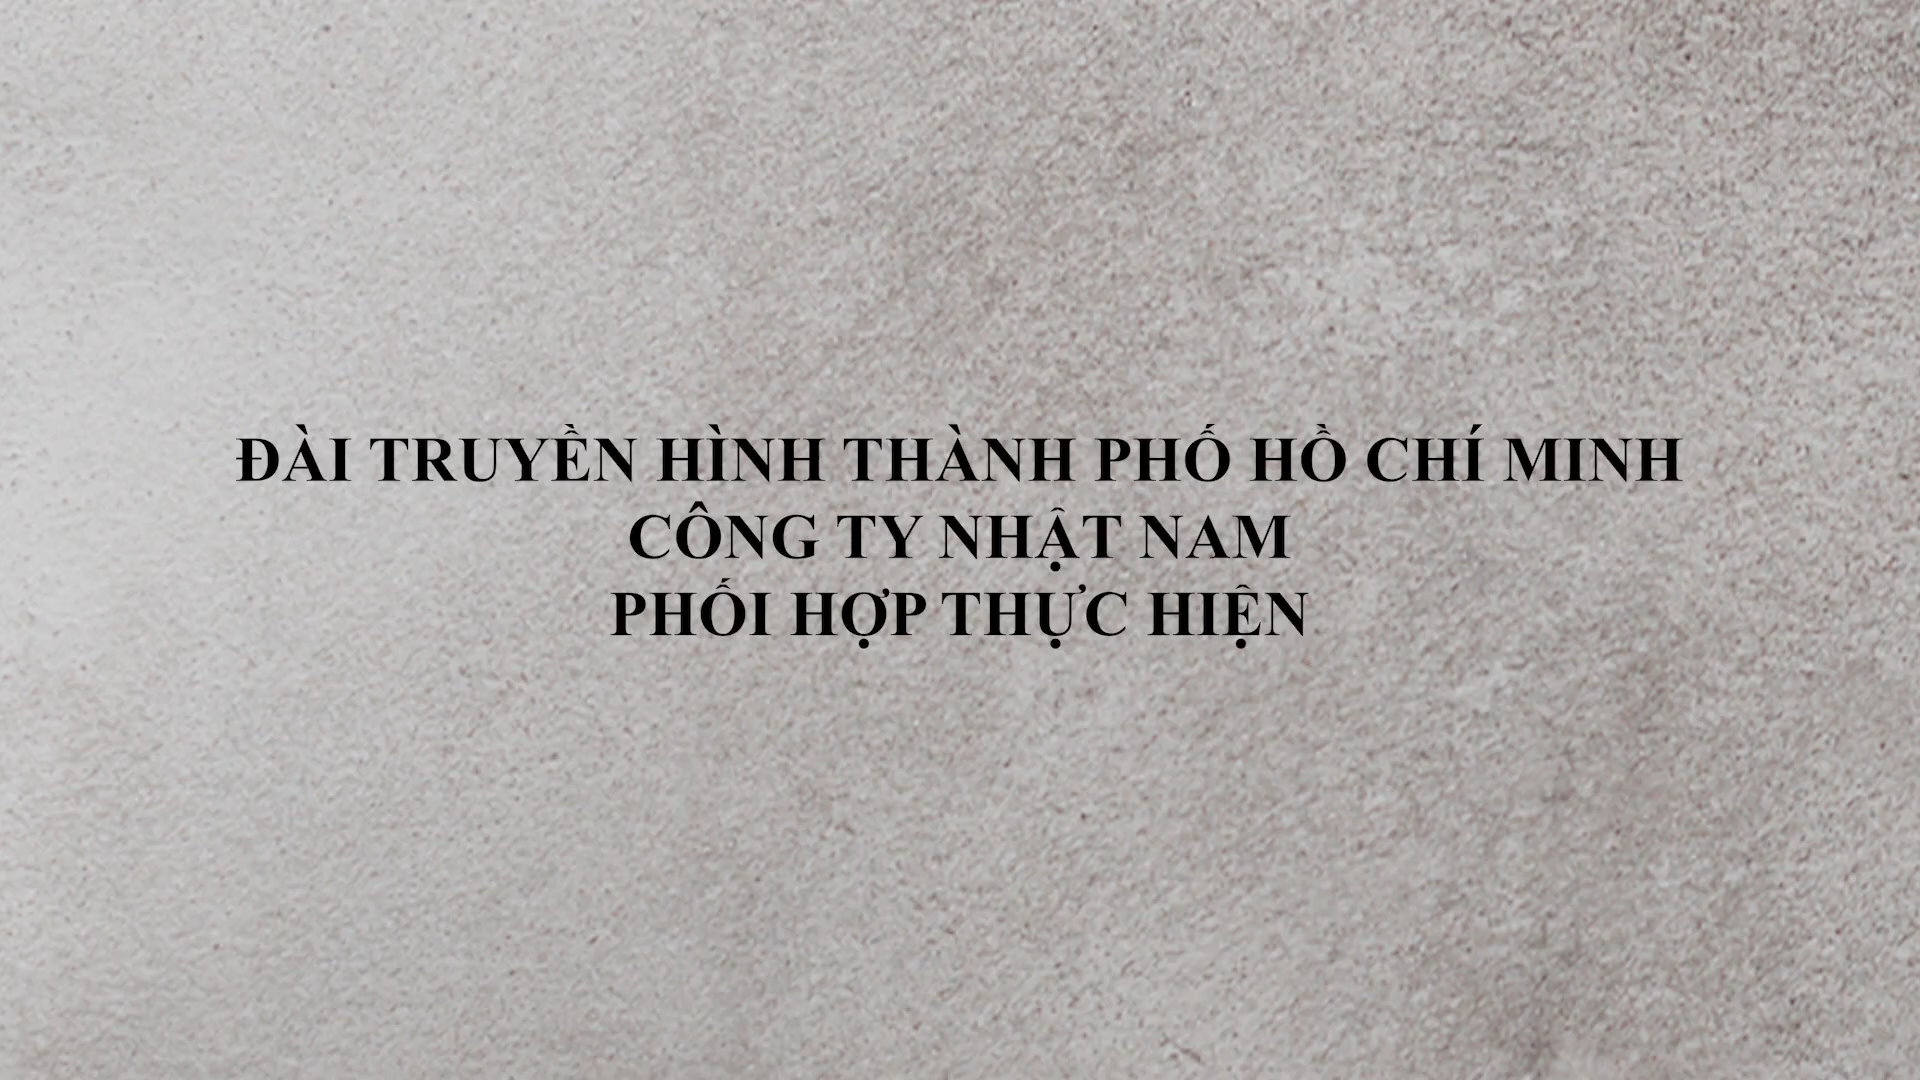 ĐÀI TRUYỀN HÌNH THÀNH PHỐ HỒ CHÍ MINH
CÔNG TY NHẬT NAM
PHỐI HỢP THỰC HIỆN